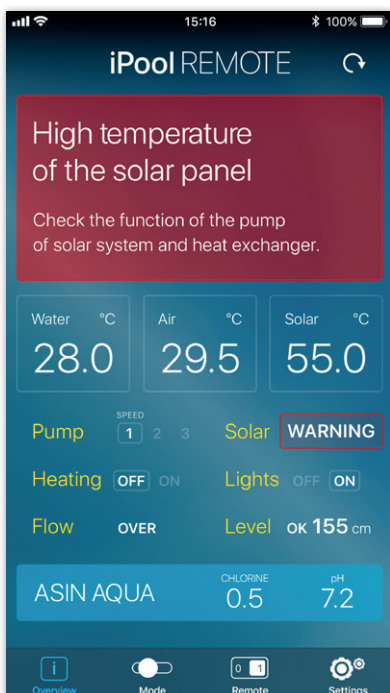 15:16 100%
iPool REMOTE
High temperature
of the solar panel
Check the function of the pump
of solar system and heat exchanger.
Water °C Air °C Solar °C
28.0 29.5 55.0
SPEED
Pump 1 2 3 Solar WARNING
Heating OFF ON Lights OFF ON
Flow OVER Level OK 155 cm
CHLORINE pH
ASIN AQUA 0.5 7.2
i 0 1
Overview Mode Remote Settings